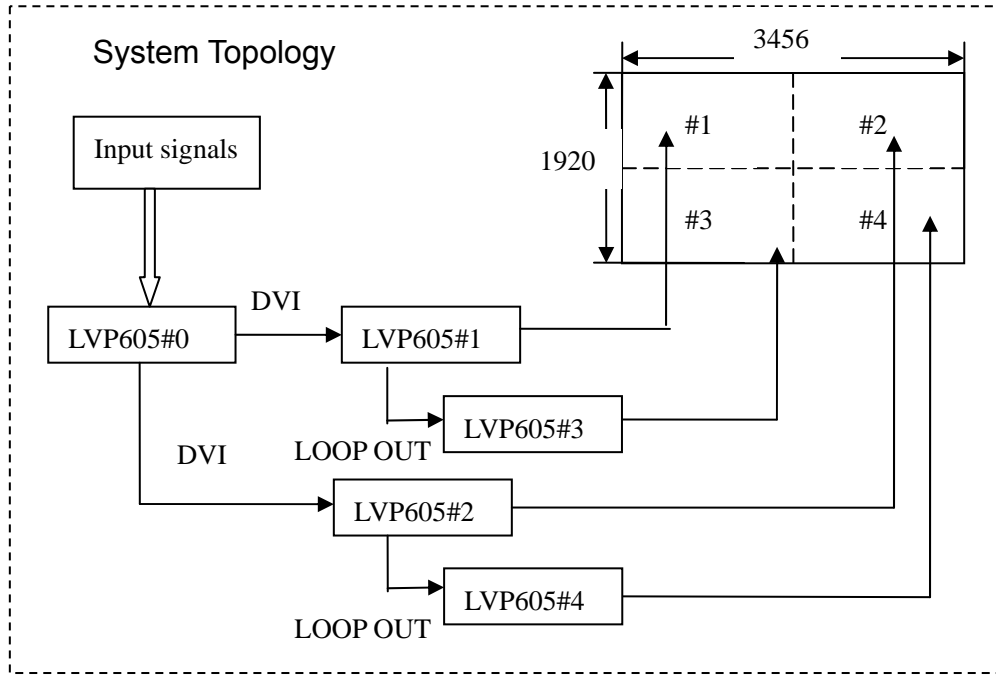 System Topology
3456
Input signals
#1
#2
1920
#3
#4
DVI
LVP605#0
LVP605#1
LOOP OUT
LVP605#3
DVI
LVP605#2
LVP605#4
LOOP OUT